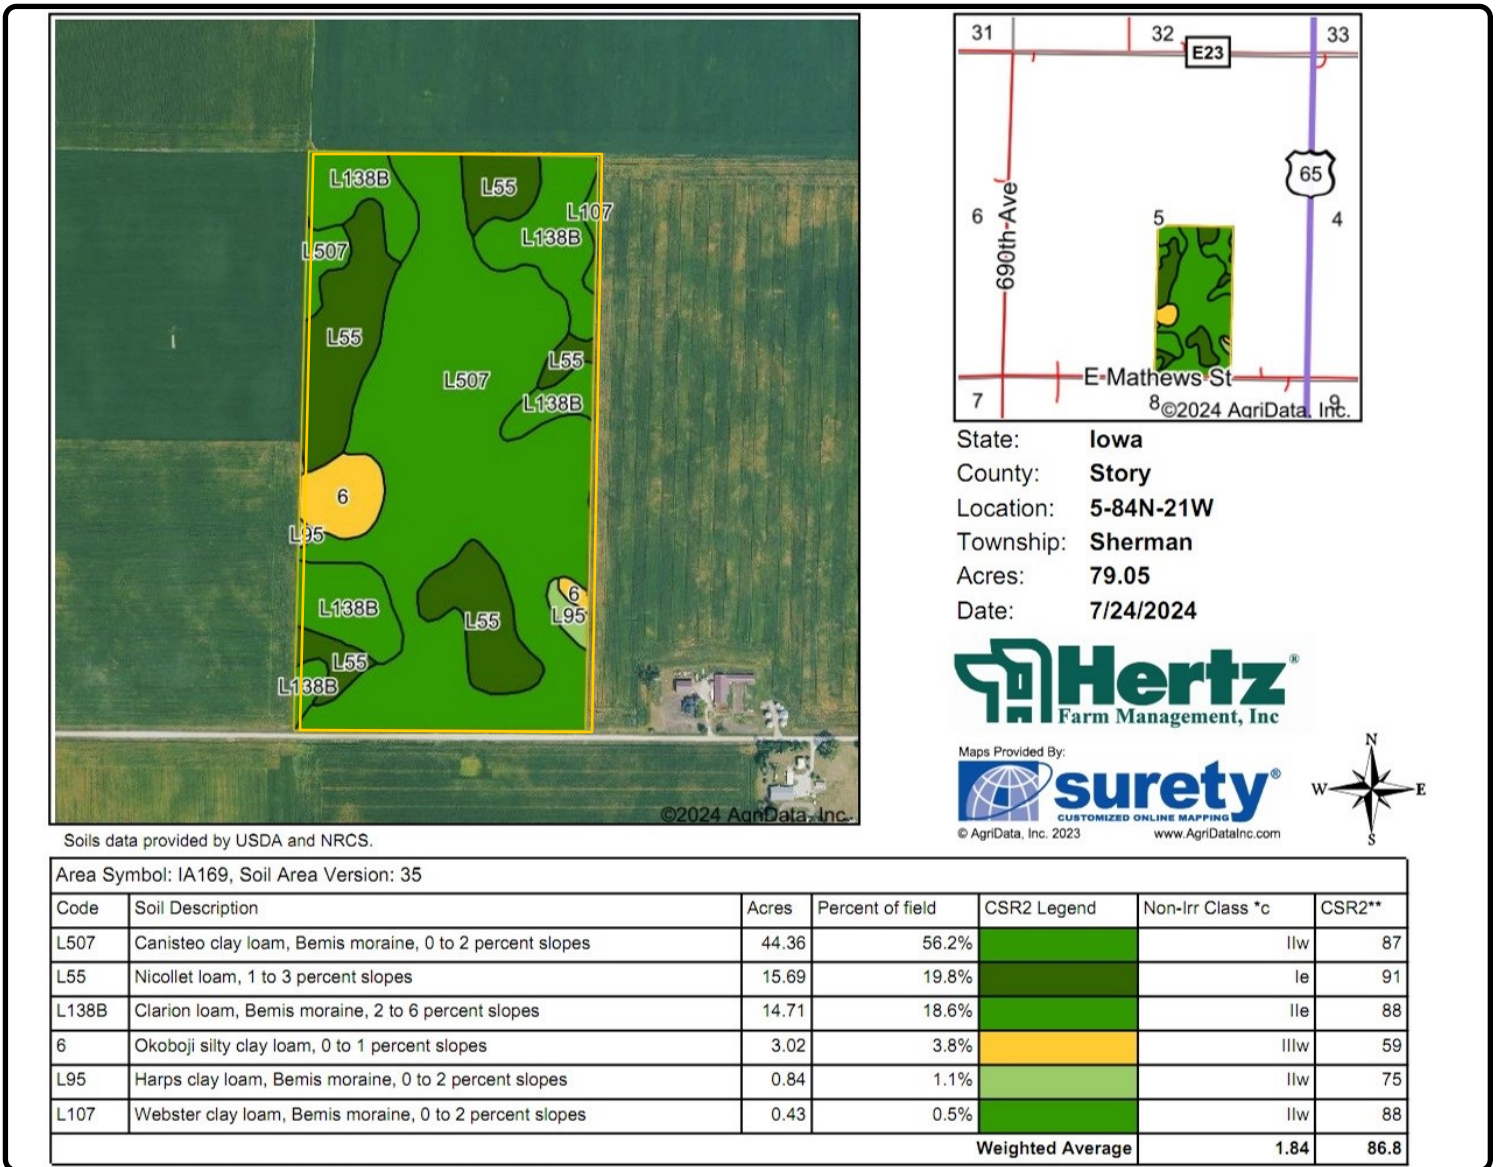 L138B
L55
L107
L138B
L507
L55
L507
L55
L138B
6
L95
L138B
L55
6
L95
L55
L138B
©2024 AgriData, Inc.
31
32
33
E23
65
6
690th-Ave
5
4
E-Mathews St
7
8
9
©2024 AgriData, Inc.
State: Iowa
County: Story
Location: 5-84N-21W
Township: Sherman
Acres: 79.05
Date: 7/24/2024
Hertz®
Farm Management, Inc
Maps Provided By:
surety®
CUSTOMIZED ONLINE MAPPING
© AgriData, Inc. 2023 www.AgriDataInc.com
N
W E
S
Soils data provided by USDA and NRCS.
Area Symbol: IA169, Soil Area Version: 35
Code Soil Description Acres Percent of field CSR2 Legend Non-Irr Class *c CSR2**
L507 Canisteo clay loam, Bemis moraine, 0 to 2 percent slopes 44.36 56.2% IIw 87
L55 Nicollet loam, 1 to 3 percent slopes 15.69 19.8% Ie 91
L138B Clarion loam, Bemis moraine, 2 to 6 percent slopes 14.71 18.6% IIe 88
6 Okoboji silty clay loam, 0 to 1 percent slopes 3.02 3.8% IIIw 59
L95 Harps clay loam, Bemis moraine, 0 to 2 percent slopes 0.84 1.1% IIw 75
L107 Webster clay loam, Bemis moraine, 0 to 2 percent slopes 0.43 0.5% IIw 88
Weighted Average 1.84 86.8